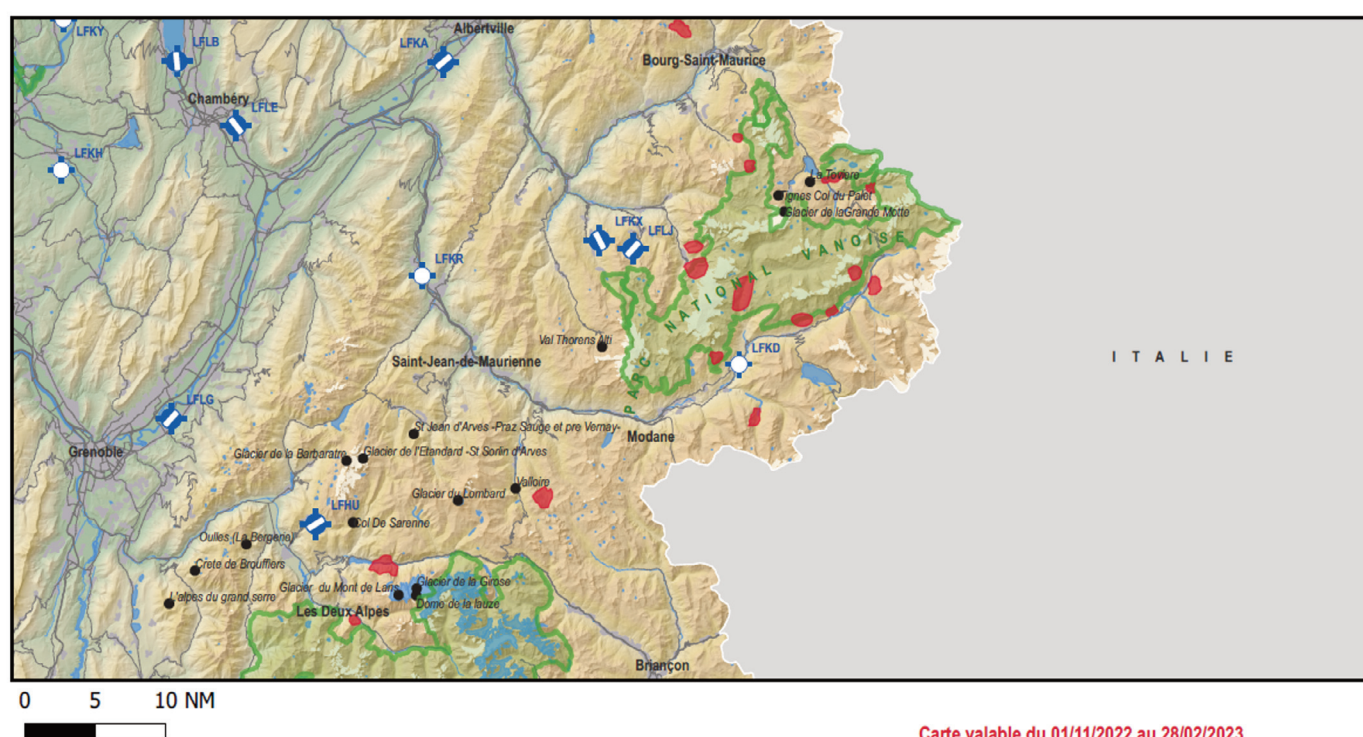 Albertville
LFKY
LFLB
LFKA
Bourg-Saint-Maurice
Chambéry
LFLE
LFKH
La Toviere
Tignes Col du Palet
Glacier de laGrande Motte
LFKX
LFLJ
PARC NATIONAL VANOISE
LFKR
Val Thorens Alti
LFKD
Saint-Jean-de-Maurienne
ITALIE
LFLG
St Jean d'Arves -Praz Sauge et pre Vernay-
Modane
Grenoble
Glacier de la Barbaratre
Glacier de l'Etandard -St Sorlin d'Arves
Valloire
Glacier du Lombard
LFHU
Col De Sarenne
Oulles (La Bergene)
Crete de Brouffiers
Glacier du Mont de Lans
Glacier de la Girose
L'alpes du grand serre
Dome de la lauze
Les Deux Alpes
Briançon
0 5 10 NM
Carte valable du 01/11/2022 au 28/02/2023